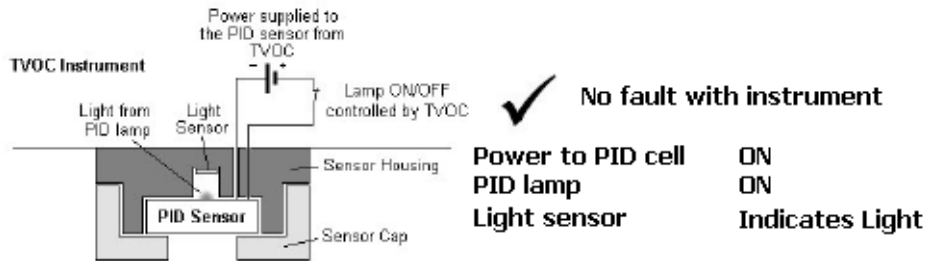 Power supplied to
the PID sensor from
TVOC
- +
TVOC Instrument
Lamp ON/OFF
controlled by TVOC
Light from
PID lamp
Light
Sensor
Sensor Housing
PID Sensor
Sensor Cap
No fault with instrument
Power to PID cell ON
PID lamp ON
Light sensor Indicates Light